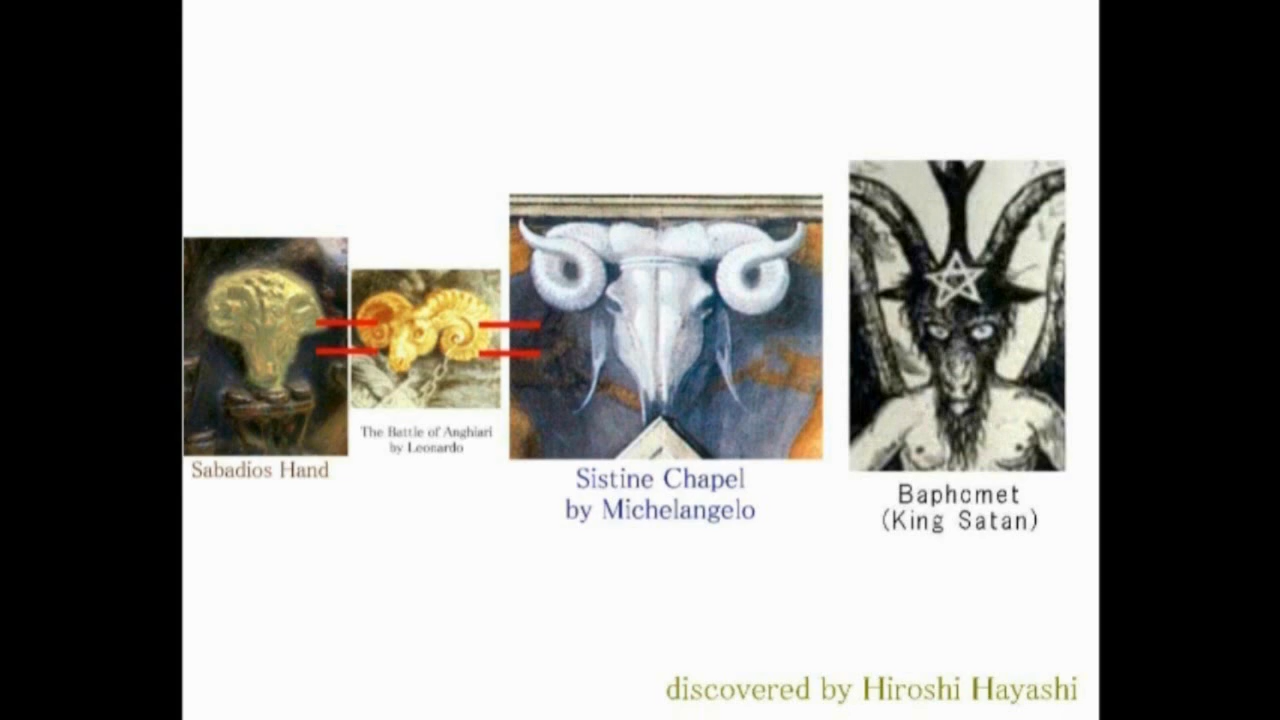 Sabadios Hand
The Battle of Anghiari
by Leonardo
Sistine Chapel
by Michelangelo
Baphomet
(King Satan)
discovered by Hiroshi Hayashi